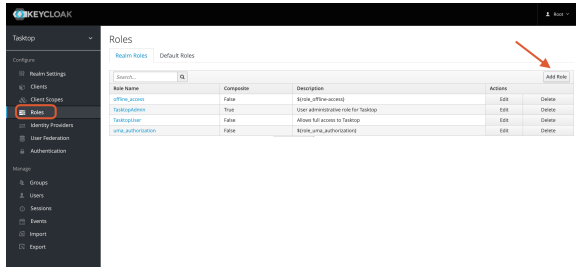 KEYCLOAK
Root
Tasktop
Configure
Realm Settings
Clients
Client Scopes
Roles
Identity Providers
User Federation
Authentication
Manage
Groups
Users
Sessions
Events
Import
Export
Roles
Realm Roles Default Roles
Search... Add Role
Role Name Composite Description Actions
offline_access False ${role_offline-access} Edit Delete
TasktopAdmin True User administrative role for Tasktop Edit Delete
TasktopUser False Allows full access to Tasktop Edit Delete
uma_authorization False ${role_uma_authorization} Edit Delete